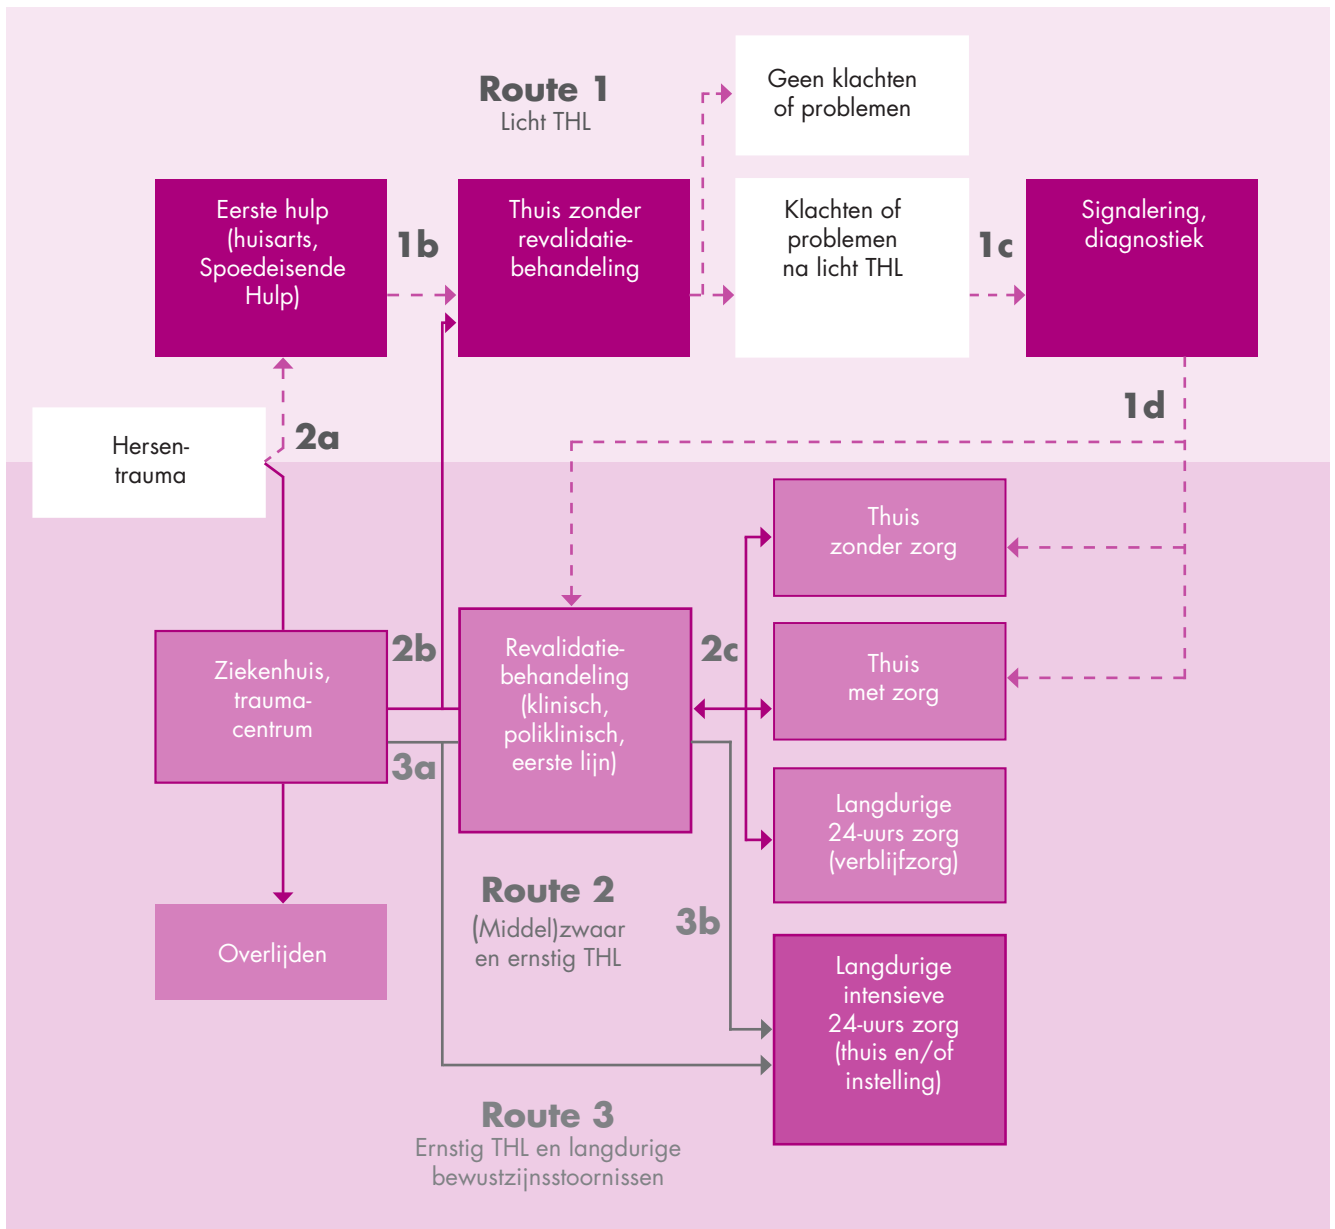 Route 1
Licht THL
Geen klachten
of problemen
Eerste hulp
(huisarts,
Spoedeisende
Hulp)
1b
Thuis zonder
revalidatie-
behandeling
Klachten of
problemen
na licht THL
1c
Signalering,
diagnostiek
1d
Hersen-
trauma
2a
Thuis
zonder zorg
Ziekenhuis,
trauma-
centrum
2b
3a
Revalidatie-
behandeling
(klinisch,
poliklinisch,
eerste lijn)
2c
Thuis
met zorg
Langdurige
24-uurs zorg
(verblijfzorg)
Overlijden
Route 2
(Middel)zwaar
en ernstig THL
3b
Langdurige
intensieve
24-uurs zorg
(thuis en/of
instelling)
Route 3
Ernstig THL en langdurige
bewustzijnsstoornissen